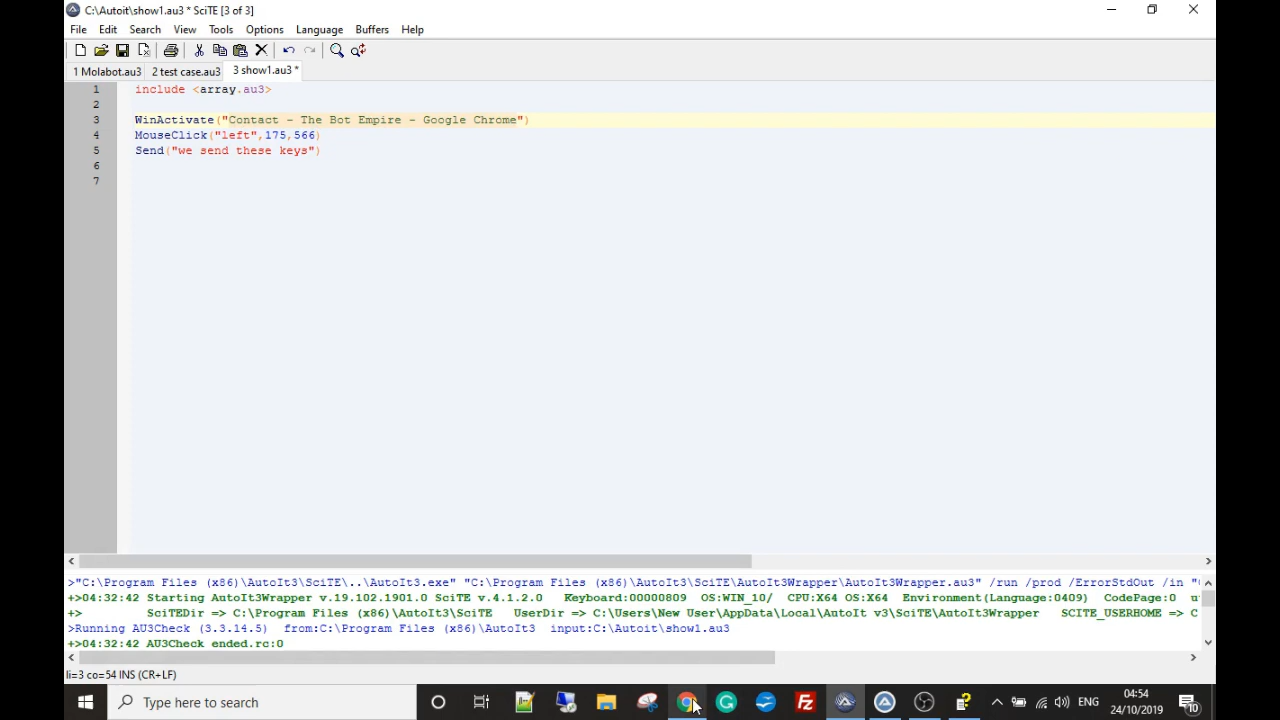 C:\Autoit\show1.au3 * SciTE [3 of 3]
File Edit Search View Tools Options Language Buffers Help
1 Molabot.au3 2 test case.au3 3 show1.au3 *
1 include <array.au3>
2
3 WinActivate("Contact - The Bot Empire - Google Chrome")
4 MouseClick("left",175,566)
5 Send("we send these keys")
6
7
>"C:\Program Files (x86)\AutoIt3\SciTE\..\AutoIt3.exe" "C:\Program Files (x86)\AutoIt3\SciTE\AutoIt3Wrapper\AutoIt3Wrapper.au3" /run /prod /ErrorStdOut /in "
+>04:32:42 Starting AutoIt3Wrapper v.19.102.1901.0 SciTE v.4.1.2.0 Keyboard:00000809 OS:WIN_10/ CPU:X64 OS:X64 Environment(Language:0409) CodePage:0
+> SciTEDir => C:\Program Files (x86)\AutoIt3\SciTE UserDir => C:\Users\New User\AppData\Local\AutoIt v3\SciTE\AutoIt3Wrapper SCITE_USERHOME => C
>Running AU3Check (3.3.14.5) from:C:\Program Files (x86)\AutoIt3 input:C:\Autoit\show1.au3
+>04:32:42 AU3Check ended.rc:0
li=3 co=54 INS (CR+LF)
Type here to search
ENG
04:54
24/10/2019
10